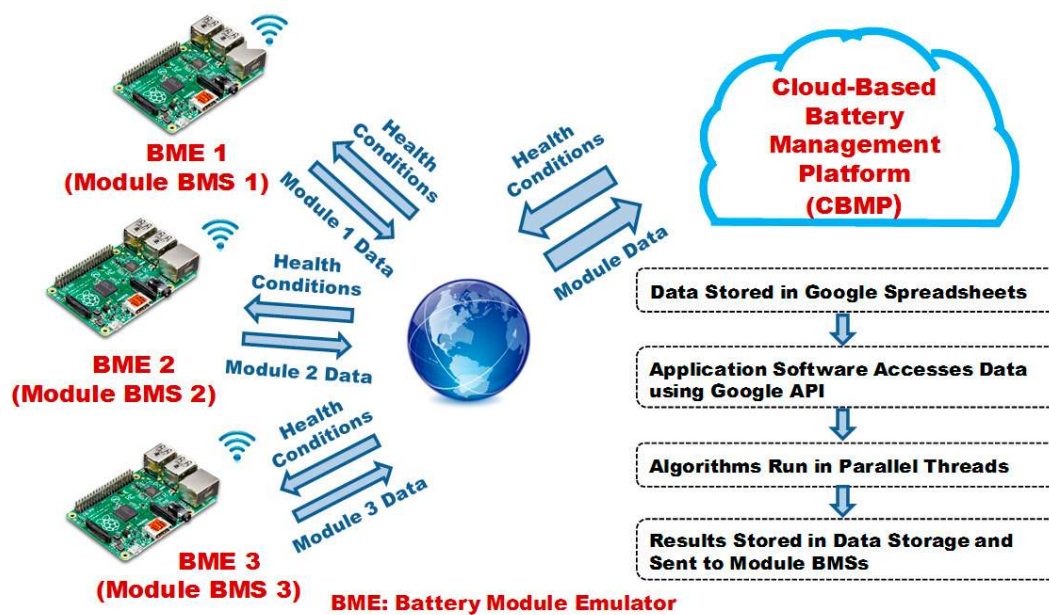 BME 1
(Module BMS 1)
Health
Conditions
Module 1 Data
BME 2
(Module BMS 2)
Health
Conditions
Module 2 Data
BME 3
(Module BMS 3)
Health
Conditions
Module 3 Data
Health
Conditions
Module Data
Cloud-Based
Battery
Management
Platform
(CBMP)
Data Stored in Google Spreadsheets
Application Software Accesses Data
using Google API
Algorithms Run in Parallel Threads
Results Stored in Data Storage and
Sent to Module BMSs
BME: Battery Module Emulator